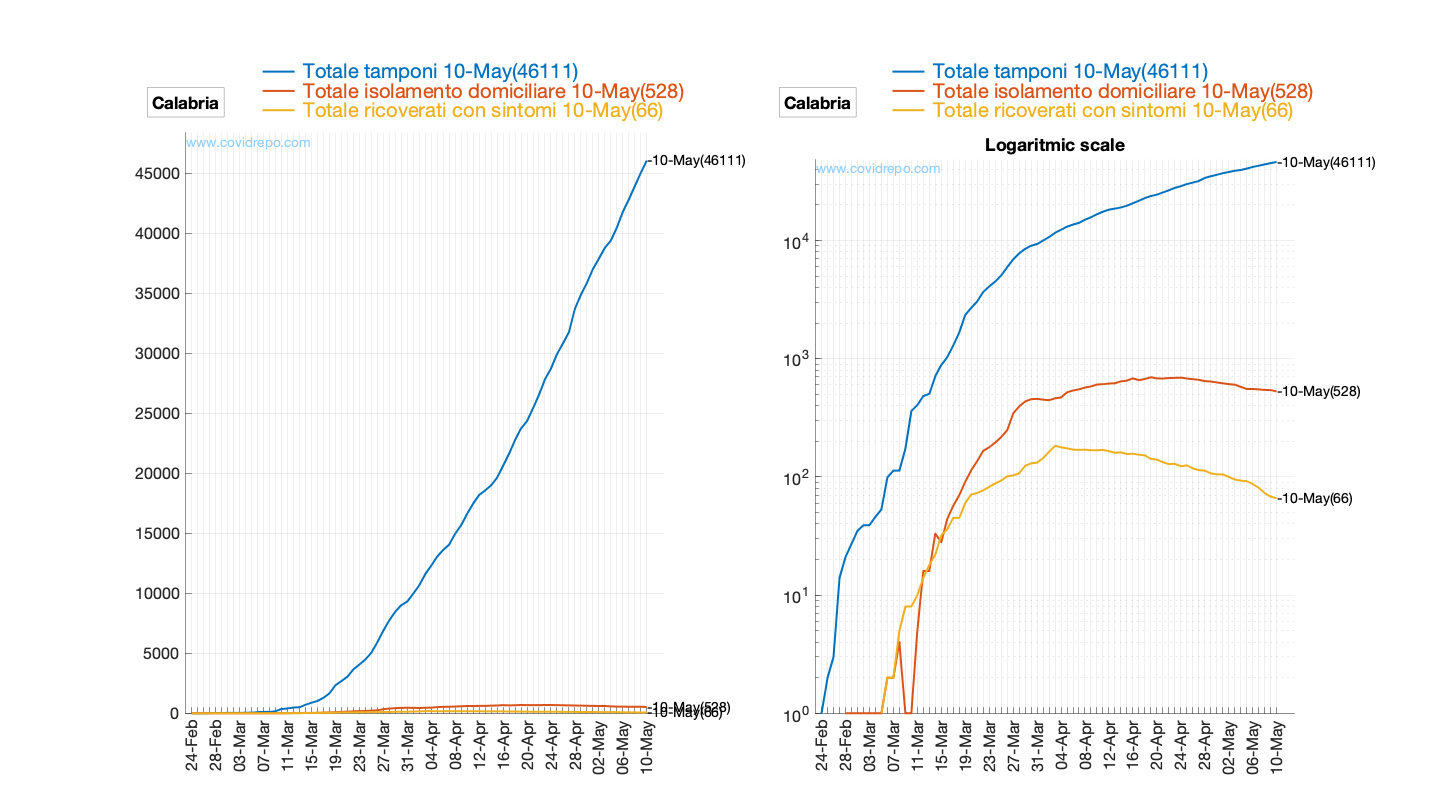 Totale tamponi 10-May(46111)
Totale isolamento domiciliare 10-May(528)
Totale ricoverati con sintomi 10-May(66)
Calabria
www.covidrepo.com
45000
40000
35000
30000
25000
20000
15000
10000
5000
0
-10-May(46111)
-10-May(528)
-10-May(66)
24-Feb
28-Feb
03-Mar
07-Mar
11-Mar
15-Mar
19-Mar
23-Mar
27-Mar
31-Mar
04-Apr
08-Apr
12-Apr
16-Apr
20-Apr
24-Apr
28-Apr
02-May
06-May
10-May
Totale tamponi 10-May(46111)
Totale isolamento domiciliare 10-May(528)
Totale ricoverati con sintomi 10-May(66)
Calabria
Logaritmic scale
www.covidrepo.com
10^4
10^3
10^2
10^1
10^0
-10-May(46111)
-10-May(528)
-10-May(66)
24-Feb
28-Feb
03-Mar
07-Mar
11-Mar
15-Mar
19-Mar
23-Mar
27-Mar
31-Mar
04-Apr
08-Apr
12-Apr
16-Apr
20-Apr
24-Apr
28-Apr
02-May
06-May
10-May